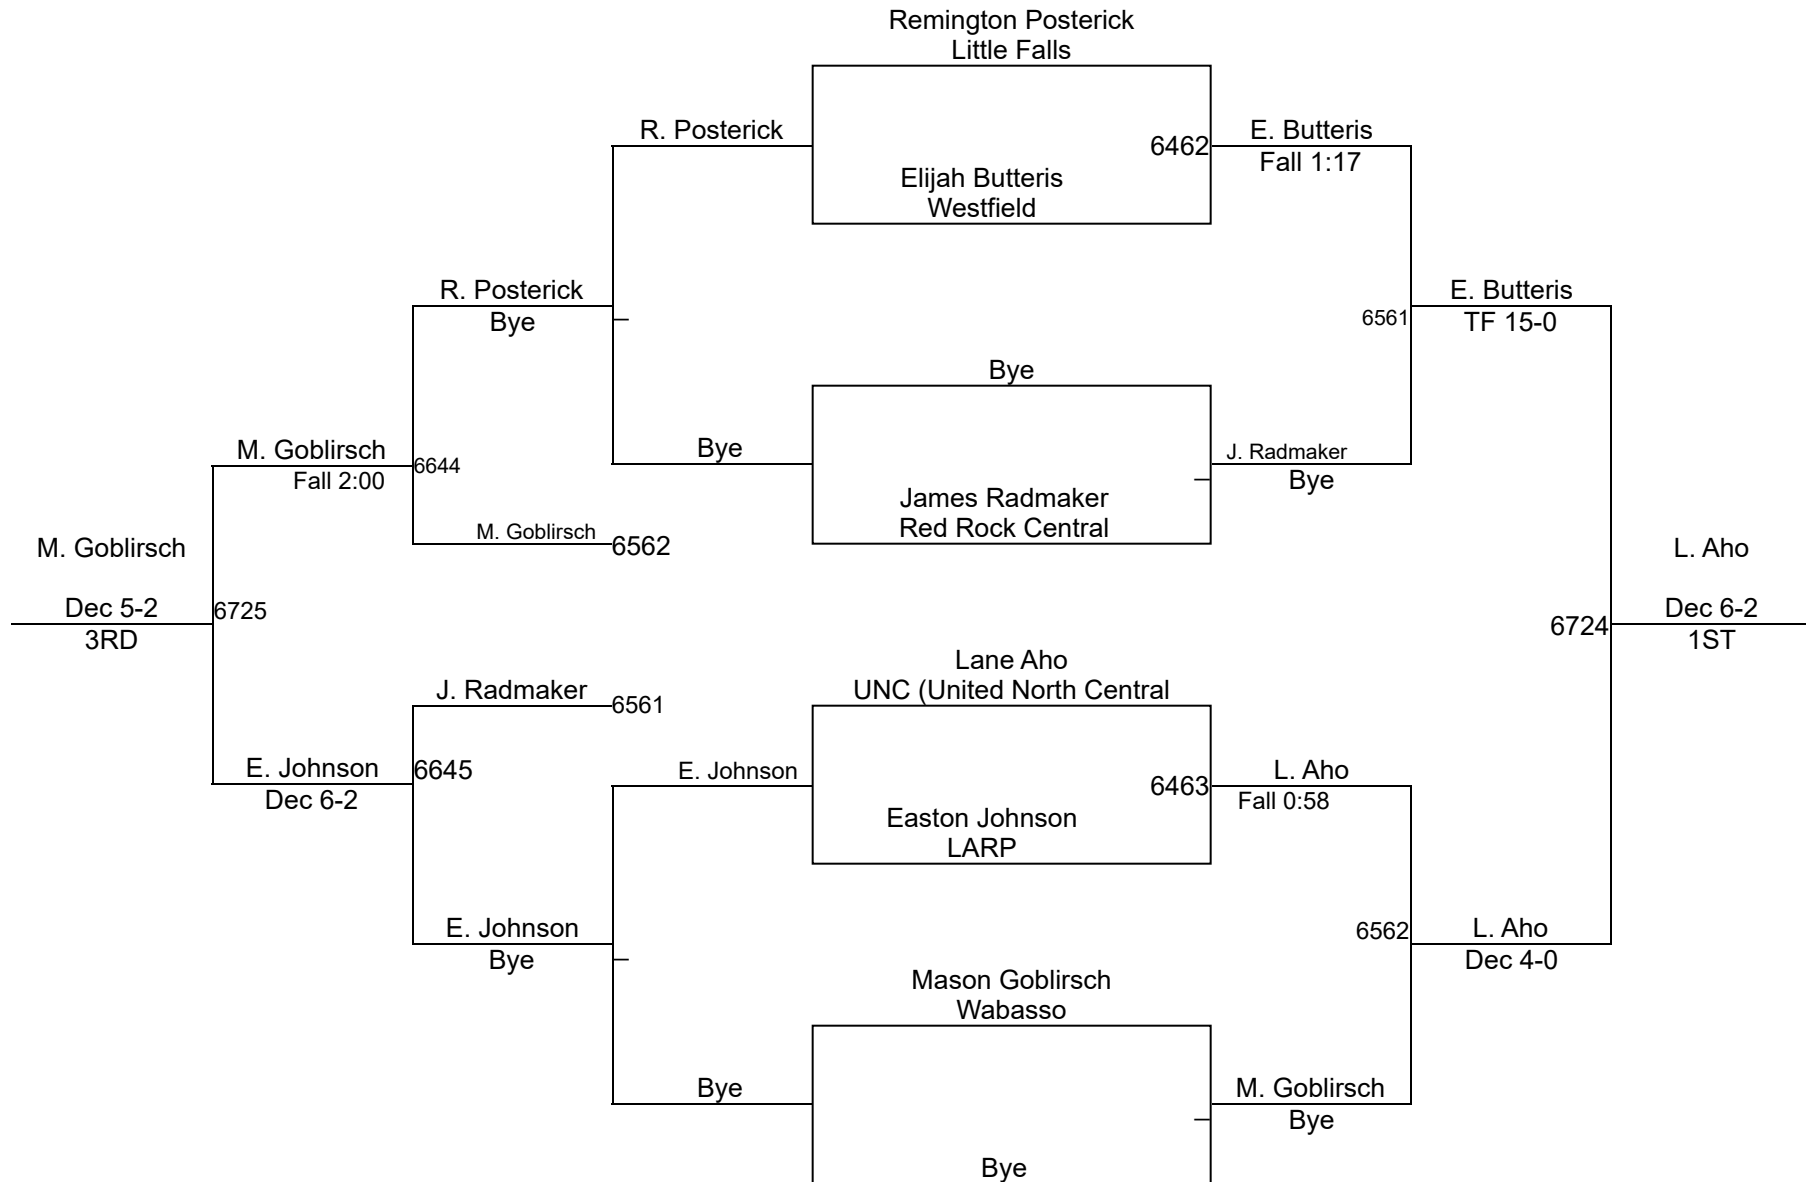 Remington Posterick
Little Falls
R. Posterick
6462
E. Butteris
Fall 1:17
Elijah Butteris
Westfield
R. Posterick
Bye
6561
E. Butteris
TF 15-0
Bye
M. Goblirsch
Fall 2:00
6644
Bye
J. Radmaker
Bye
James Radmaker
Red Rock Central
M. Goblirsch
6562
M. Goblirsch
Dec 5-2
3RD
6725
L. Aho
6724
Dec 6-2
1ST
Lane Aho
UNC (United North Central
J. Radmaker
6561
E. Johnson
Dec 6-2
6645
E. Johnson
6463
L. Aho
Fall 0:58
Easton Johnson
LARP
E. Johnson
Bye
6562
L. Aho
Dec 4-0
Mason Goblirsch
Wabasso
Bye
M. Goblirsch
Bye
Bye